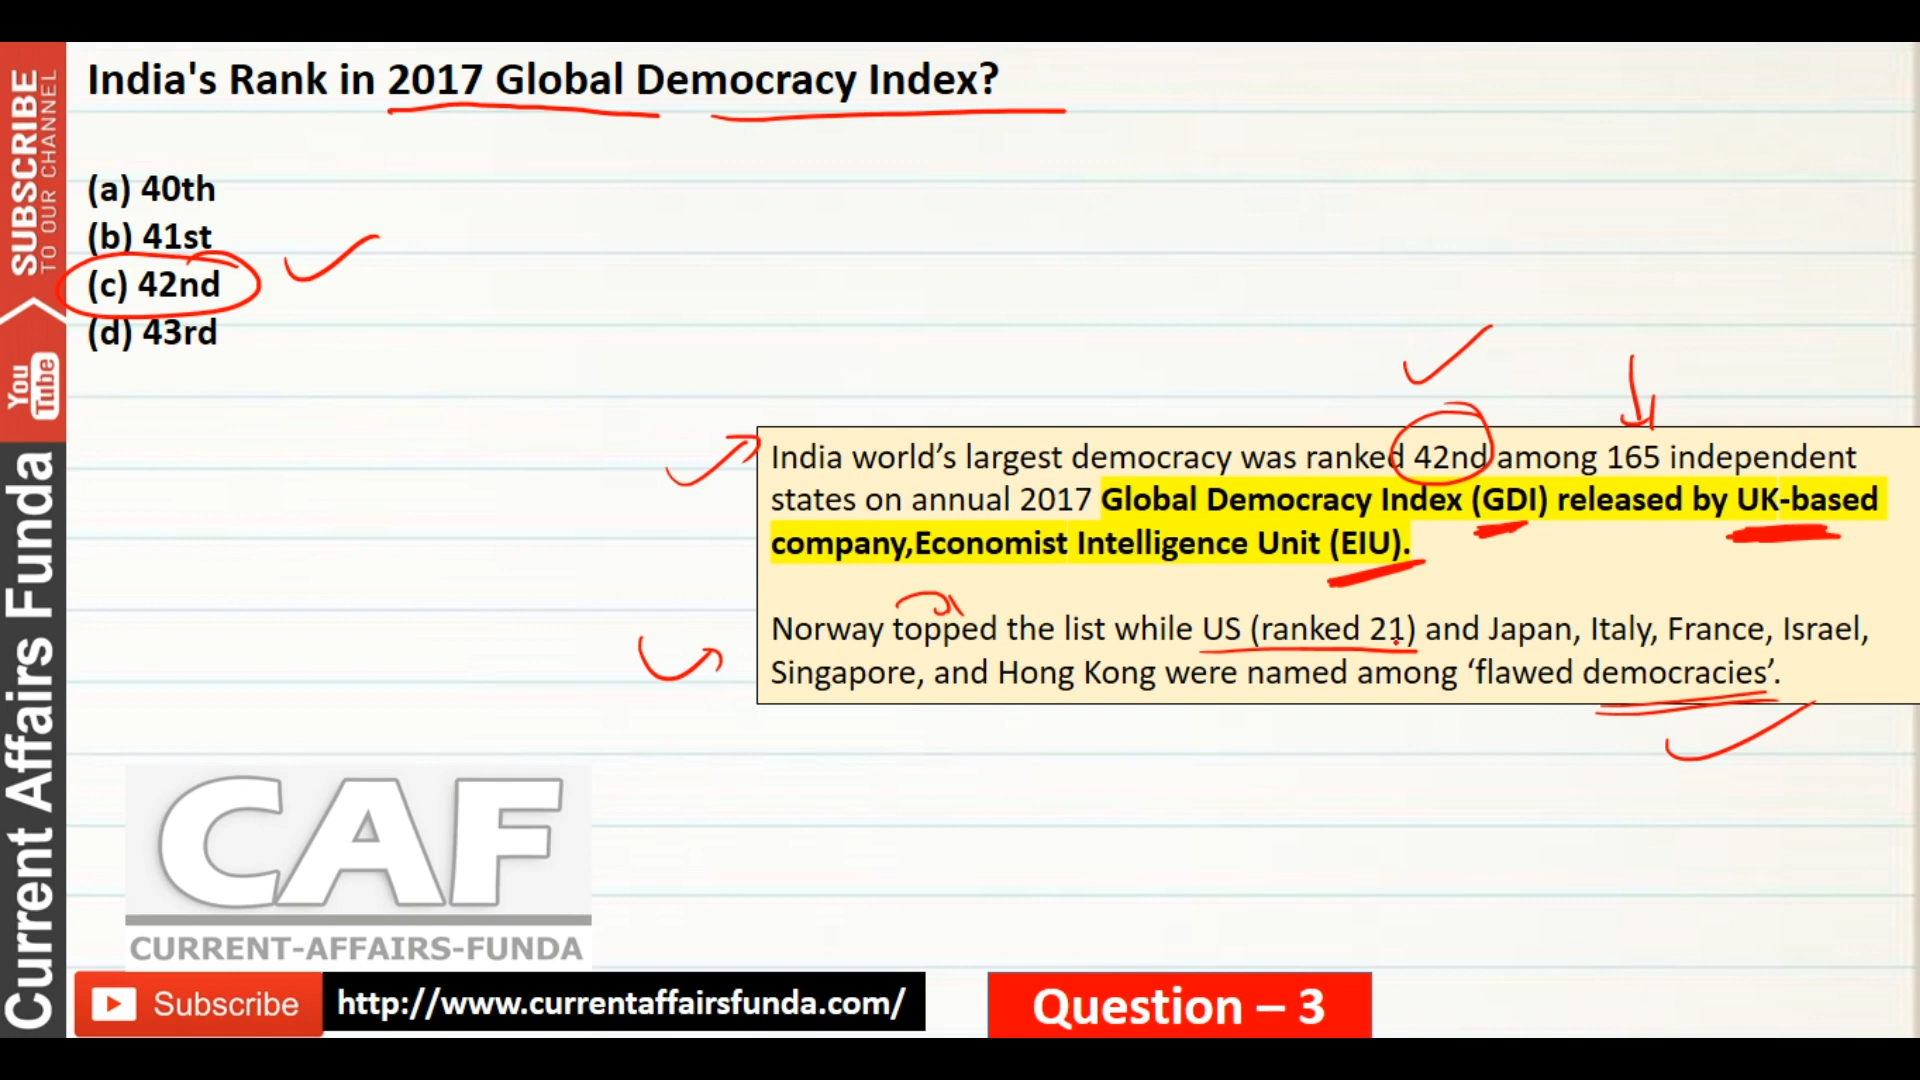 India's Rank in 2017 Global Democracy Index?
(a) 40th
(b) 41st
(c) 42nd
(d) 43rd
India world’s largest democracy was ranked 42nd among 165 independent
states on annual 2017 Global Democracy Index (GDI) released by UK-based
company,Economist Intelligence Unit (EIU).
Norway topped the list while US (ranked 21) and Japan, Italy, France, Israel,
Singapore, and Hong Kong were named among ‘flawed democracies’.
SUBSCRIBE
TO OUR CHANNEL
You
Tube
Current Affairs Funda
CAF
CURRENT-AFFAIRS-FUNDA
Subscribe
http://www.currentaffairsfunda.com/
Question – 3